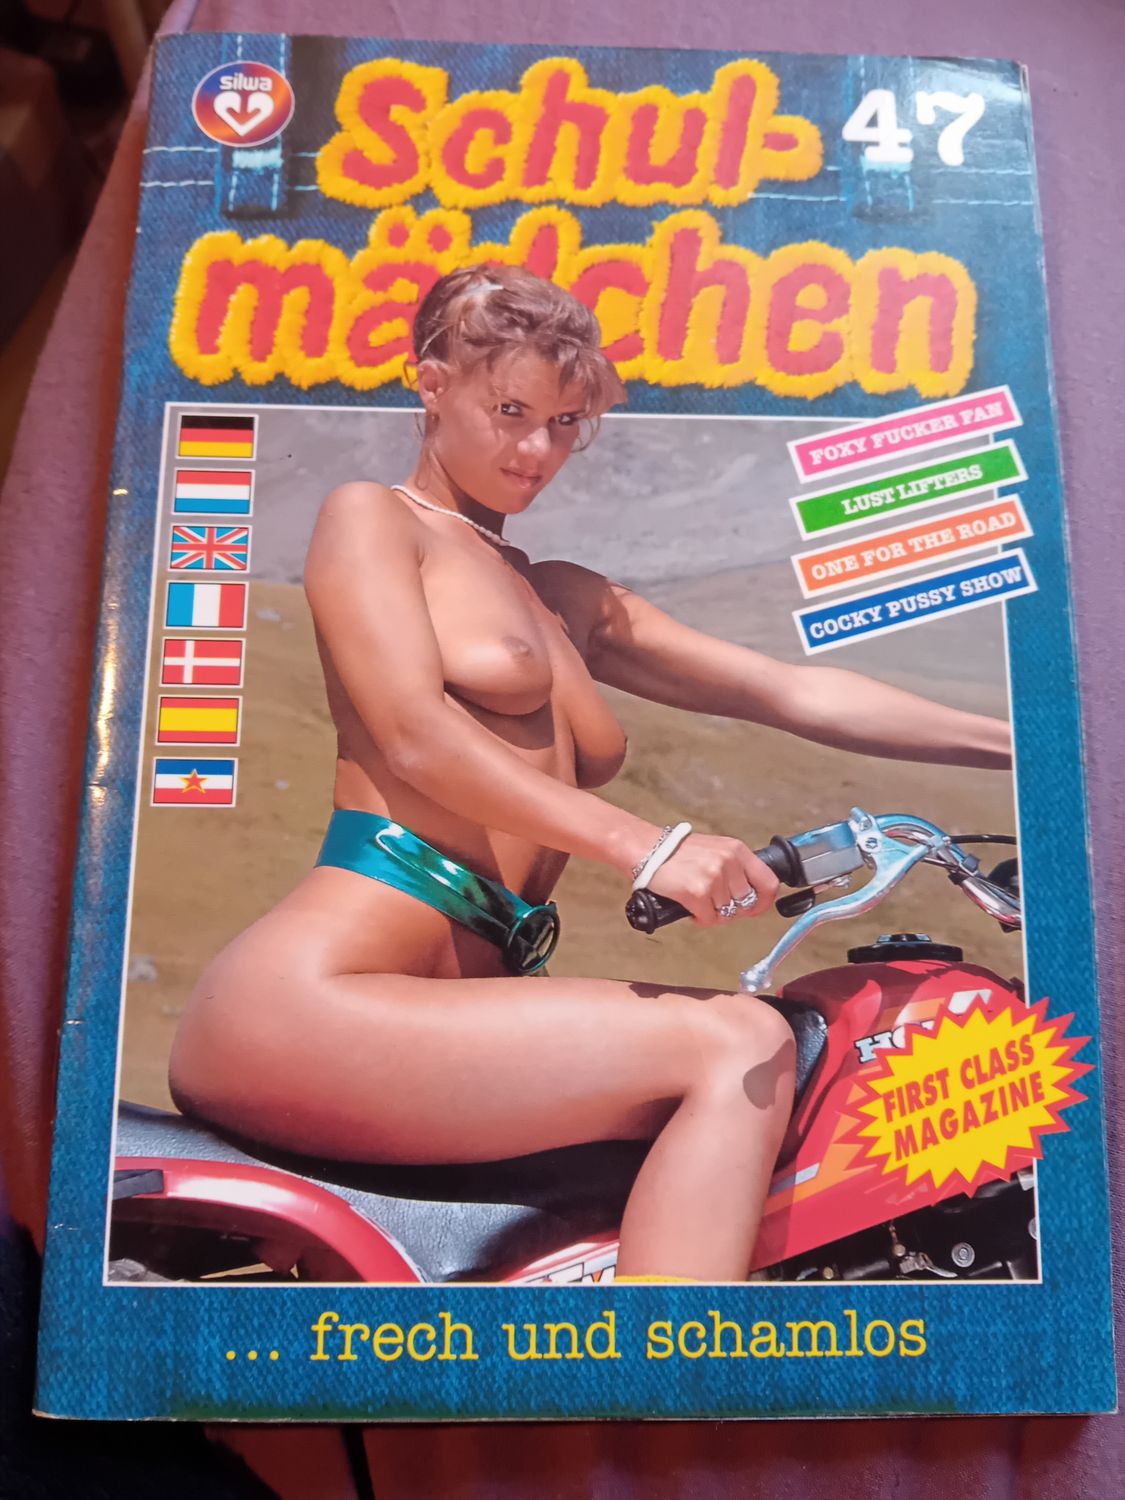 silwa
Schul-
mädchen
47
FOXY FUCKER FAN
LUST LIFTERS
ONE FOR THE ROAD
COCKY PUSSY SHOW
FIRST CLASS
MAGAZINE
... frech und schamlos